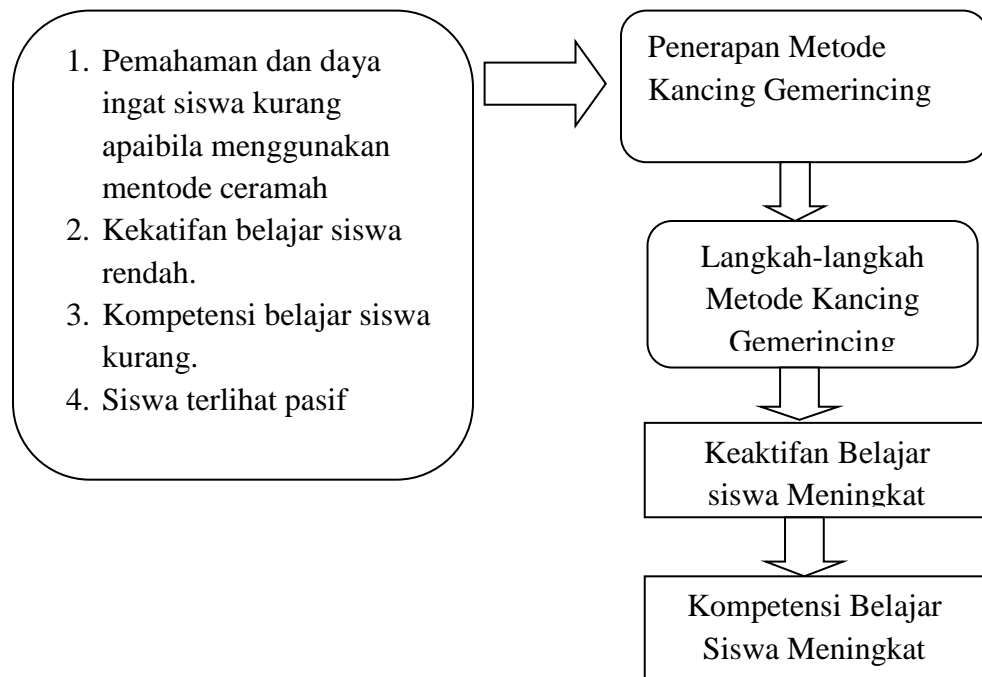 1. Pemahaman dan daya
ingat siswa kurang
apaibila menggunakan
mentode ceramah
2. Kekatifan belajar siswa
rendah.
3. Kompetensi belajar siswa
kurang.
4. Siswa terlihat pasif
Penerapan Metode
Kancing Gemerincing
Langkah-langkah
Metode Kancing
Gemerincing
Keaktifan Belajar
siswa Meningkat
Kompetensi Belajar
Siswa Meningkat